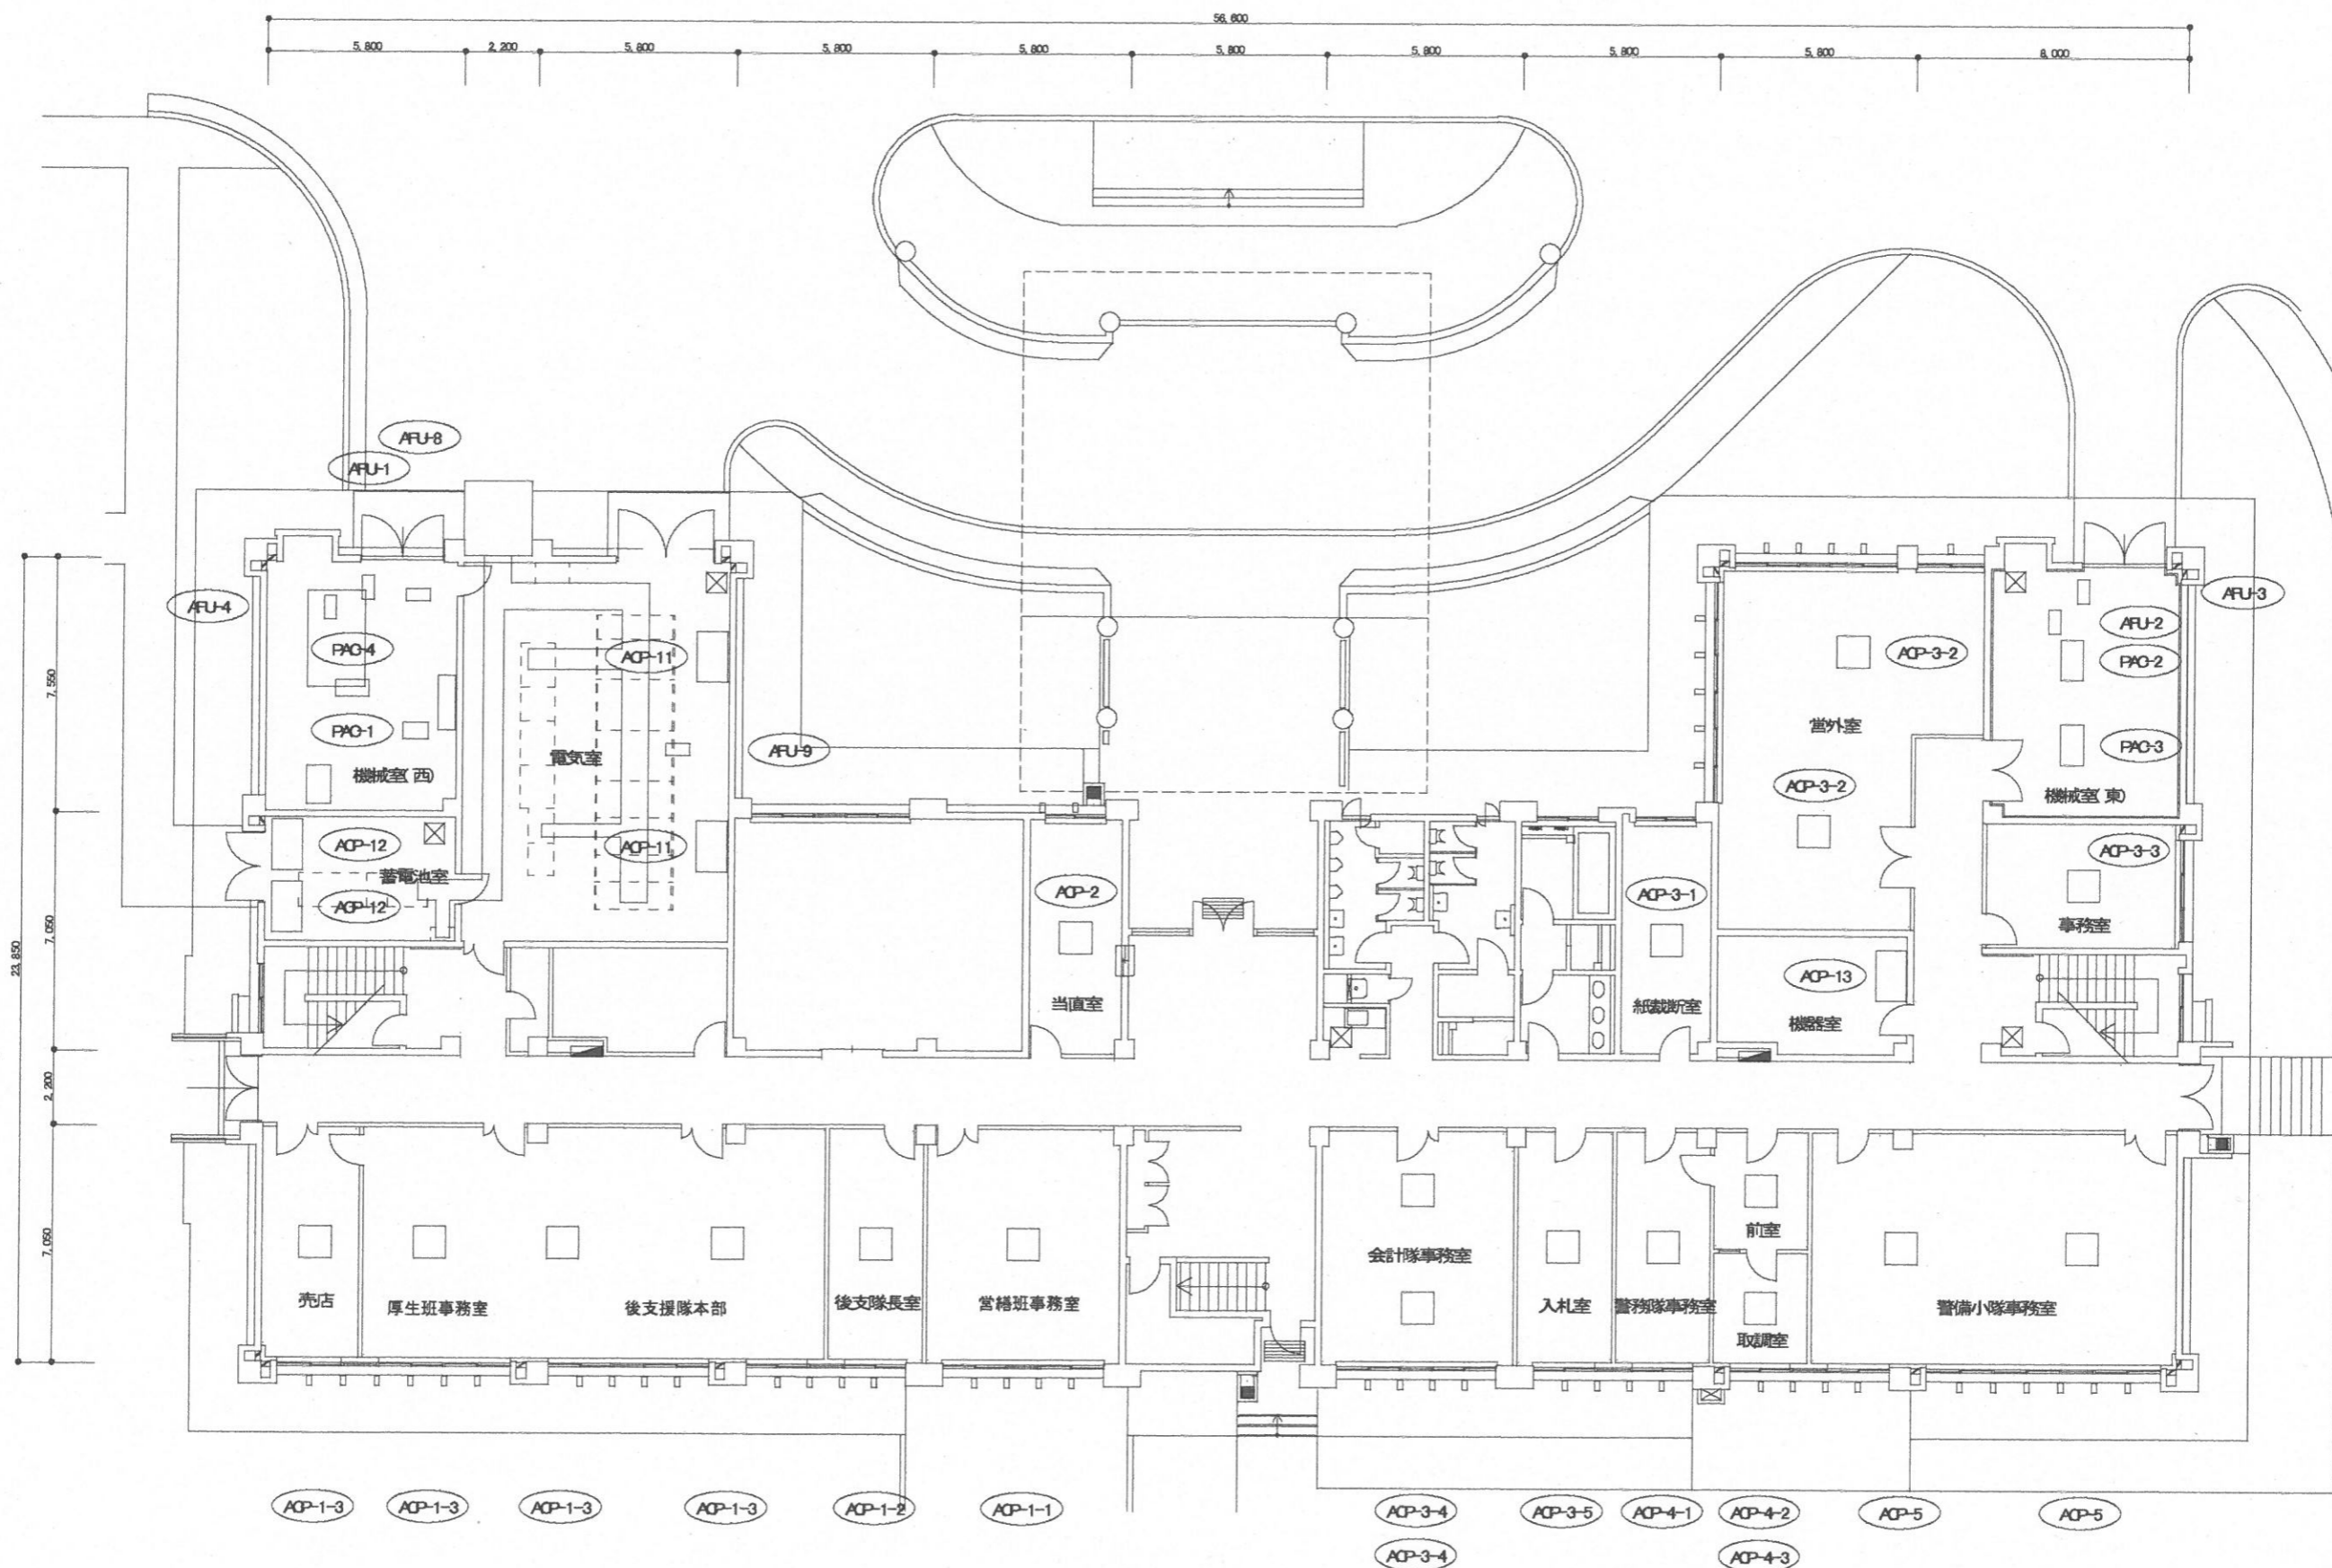 56,600
5,800 2,200 5,800 5,800 5,800 5,800 5,800 5,800 5,800 8,000
AFU-8
AFU-1
AFU-4
AFU-3
PAC-4
ACP-11
ACP-3-2
AFU-2
PAC-2
7,550
PAC-1
営外室
PAC-3
電気室
AFU-9
機械室(西)
ACP-3-2
機械室(東)
ACP-12
ACP-11
ACP-3-3
蓄電池室
ACP-2
ACP-3-1
ACP-12
7,050
事務室
23,850
ACP-13
当直室
紙裁断室
機器室
2,200
7,050
前室
会計隊事務室
売店
厚生班事務室
後支援隊本部
後支隊長室
営繕班事務室
入札室
警務隊事務室
警備小隊事務室
取調室
ACP-1-3 ACP-1-3 ACP-1-3 ACP-1-3 ACP-1-2 ACP-1-1 ACP-3-4 ACP-3-5 ACP-4-1 ACP-4-2 ACP-5 ACP-5
ACP-3-4 ACP-4-3